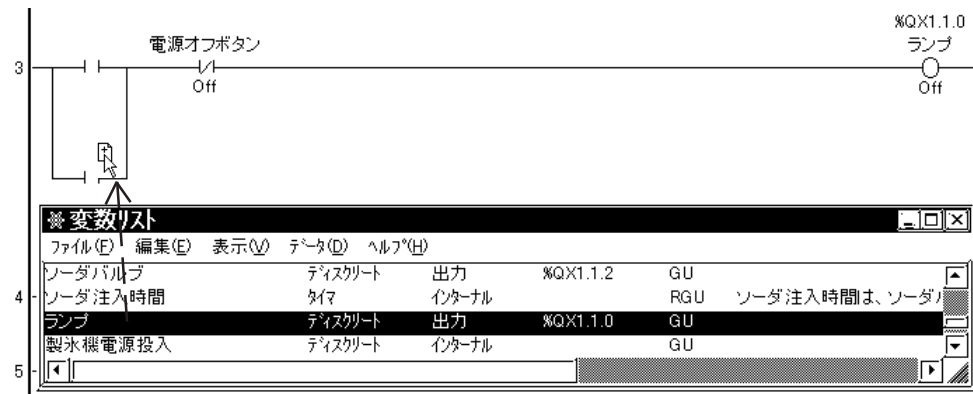 %QX1.1.0
電源オフボタン ランプ
3
Off Off
変数リスト
ファイル(F) 編集(E) 表示(V) データ(D) ヘルプ(H)
ソーダバルブ ディスクリート 出力 %QX1.1.2 GU
4 ソーダ注入時間 タイマ インターナル RGU ソーダ注入時間は、ソーダバ
ランプ ディスクリート 出力 %QX1.1.0 GU
製氷機電源投入 ディスクリート インターナル GU
5